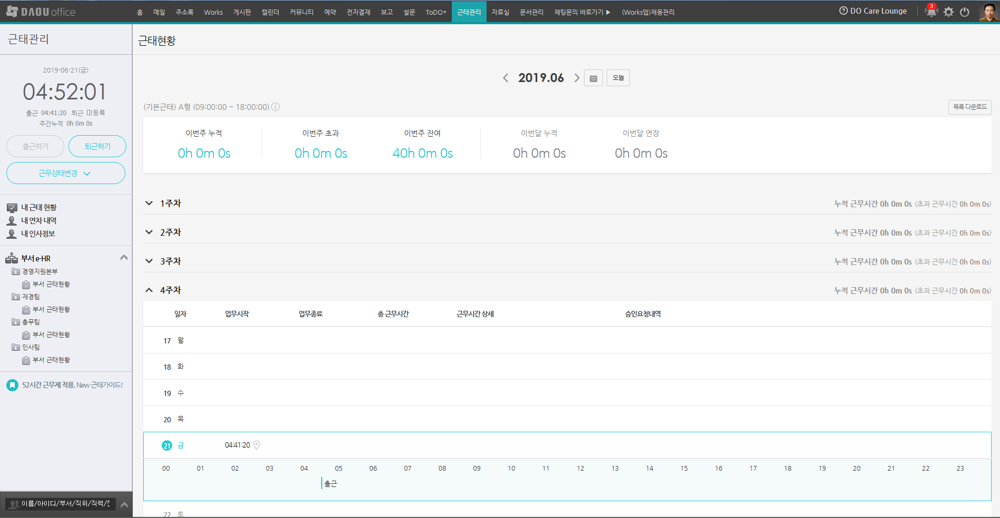 DAOU office
홈 메일 주소록 Works 게시판 캘린더 커뮤니티 예약 전자결재 보고 설문 ToDO+ 근태관리 자료실 문서관리 채팅문의 바로가기 ▶ (Works앱)채용관리
DO Care Lounge
3
근태관리
2019-06-21(금)
04:52:01
출근 04:41:20 퇴근 미등록
주간누적 0h 0m 0s
출근하기 퇴근하기
근무상태변경
내 근태 현황
내 연차 내역
내 인사정보
부서 e-HR
경영지원본부
부서 근태현황
재경팀
부서 근태현황
총무팀
부서 근태현황
인사팀
부서 근태현황
52시간 근무제 적용, New 근태가이드!
이름/아이디/부서/직위/직책/
근태현황
2019.06
오늘
(기본근태) A형 (09:00:00 ~ 18:00:00)
목록 다운로드
이번주 누적 이번주 초과 이번주 잔여 이번달 누적 이번달 연장
0h 0m 0s 0h 0m 0s 40h 0m 0s 0h 0m 0s 0h 0m 0s
1주차 누적 근무시간 0h 0m 0s (초과 근무시간 0h 0m 0s)
2주차 누적 근무시간 0h 0m 0s (초과 근무시간 0h 0m 0s)
3주차 누적 근무시간 0h 0m 0s (초과 근무시간 0h 0m 0s)
4주차 누적 근무시간 0h 0m 0s (초과 근무시간 0h 0m 0s)
일자 업무시작 업무종료 총 근무시간 근무시간 상세 승인요청내역
17 월
18 화
19 수
20 목
21 금 04:41:20
00 01 02 03 04 05 06 07 08 09 10 11 12 13 14 15 16 17 18 19 20 21 22 23
출근
22 토